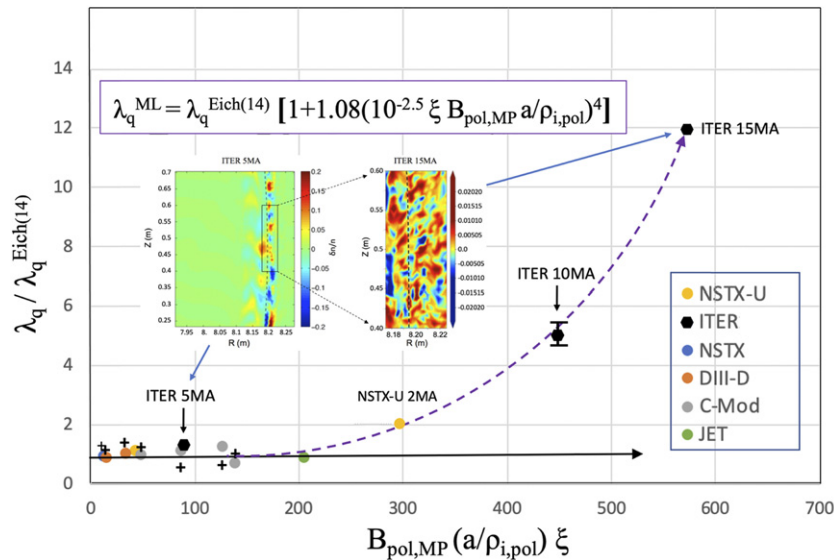 14
12
10
8
6
4
2
0
λq / λq^Eich(14)
λq^ML = λq^Eich(14) [1+1.08(10^-2.5 ξ Bpol,MP a/ρi,pol)^4]
ITER 15MA
ITER 5MA
0.7
0.65
0.6
0.55
0.5
0.45
0.4
0.35
0.3
0.25
Z (m)
7.95 8. 8.05 8.1 8.15 8.2 8.25
R (m)
0.2
0.15
0.1
0.05
0
-0.05
-0.1
-0.15
-0.2
ITER 15MA
0.60
0.55
0.50
0.45
0.40
Z (m)
8.18 8.20 8.22
R (m)
0.02020
0.01515
0.01010
0.00505
0.000
-0.00505
-0.01010
-0.01515
-0.02020
ITER 10MA
NSTX-U 2MA
ITER 5MA
NSTX-U
ITER
NSTX
DIII-D
C-Mod
JET
0 100 200 300 400 500 600 700
Bpol,MP (a/ρi,pol) ξ